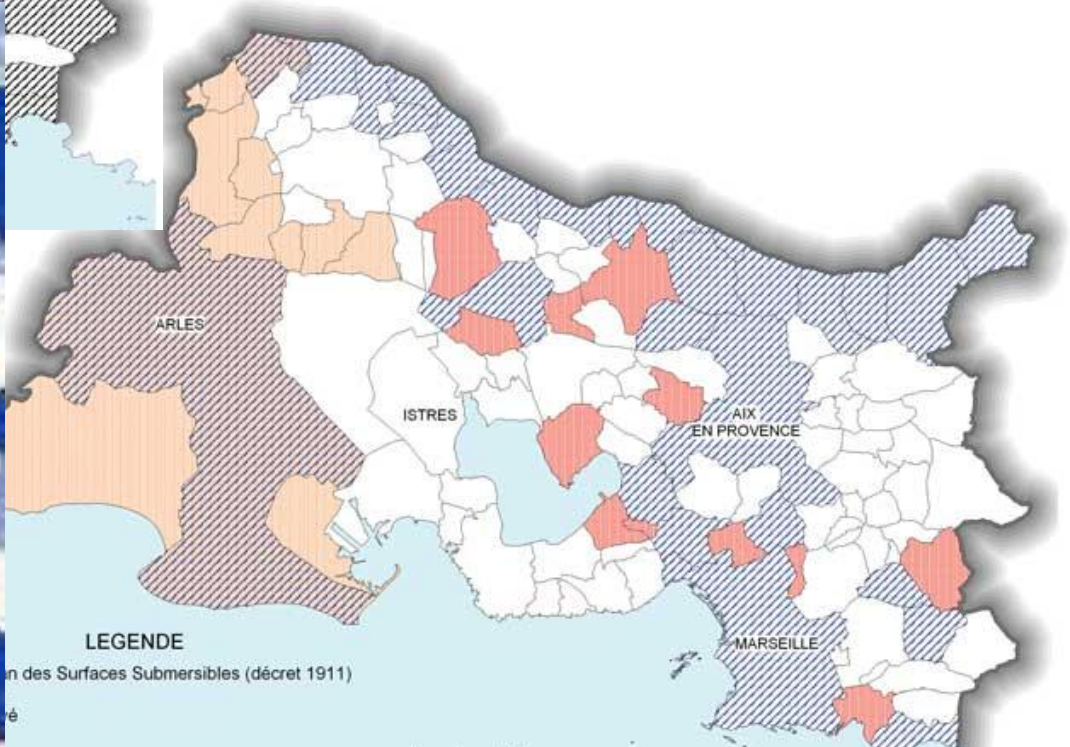 ARLES
ISTRES
AIX
EN PROVENCE
MARSEILLE
LEGENDE
des Surfaces Submersibles (décret 1911)